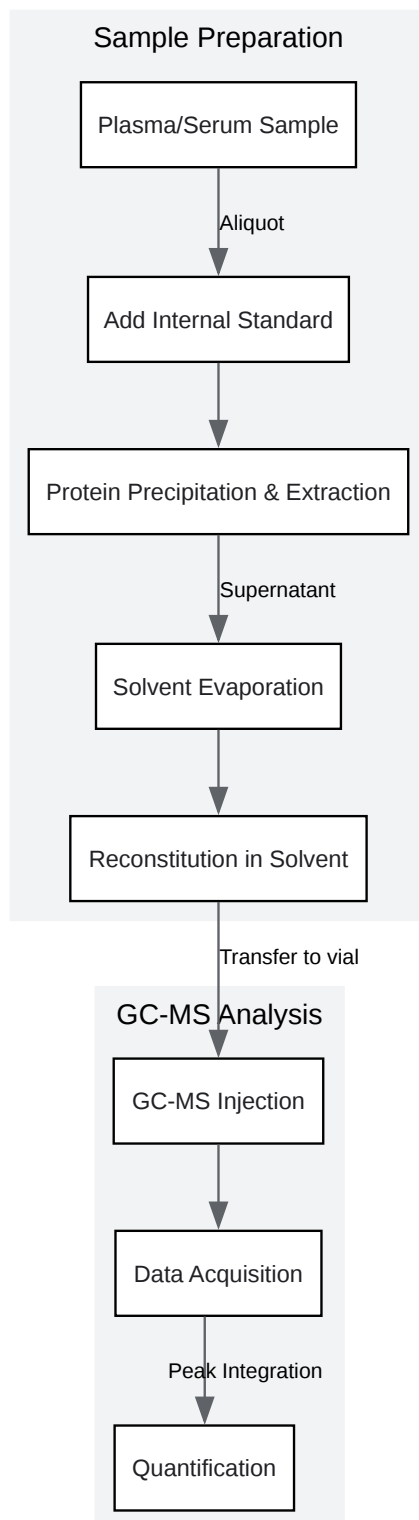 Sample Preparation
Plasma/Serum Sample
Aliquot
Add Internal Standard
Protein Precipitation & Extraction
Supernatant
Solvent Evaporation
Reconstitution in Solvent
Transfer to vial
GC-MS Analysis
GC-MS Injection
Data Acquisition
Peak Integration
Quantification